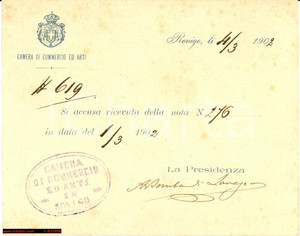 Rovigo, li 4/3 1902
CAMERA DI COMMERCIO ED ARTI
# 619
Si accusa ricevuta della nota N. 276
in data del 1/3 1902
La Presidenza
CAMERA
DI COMMERCIO
ED ARTI
IN
ROVIGO